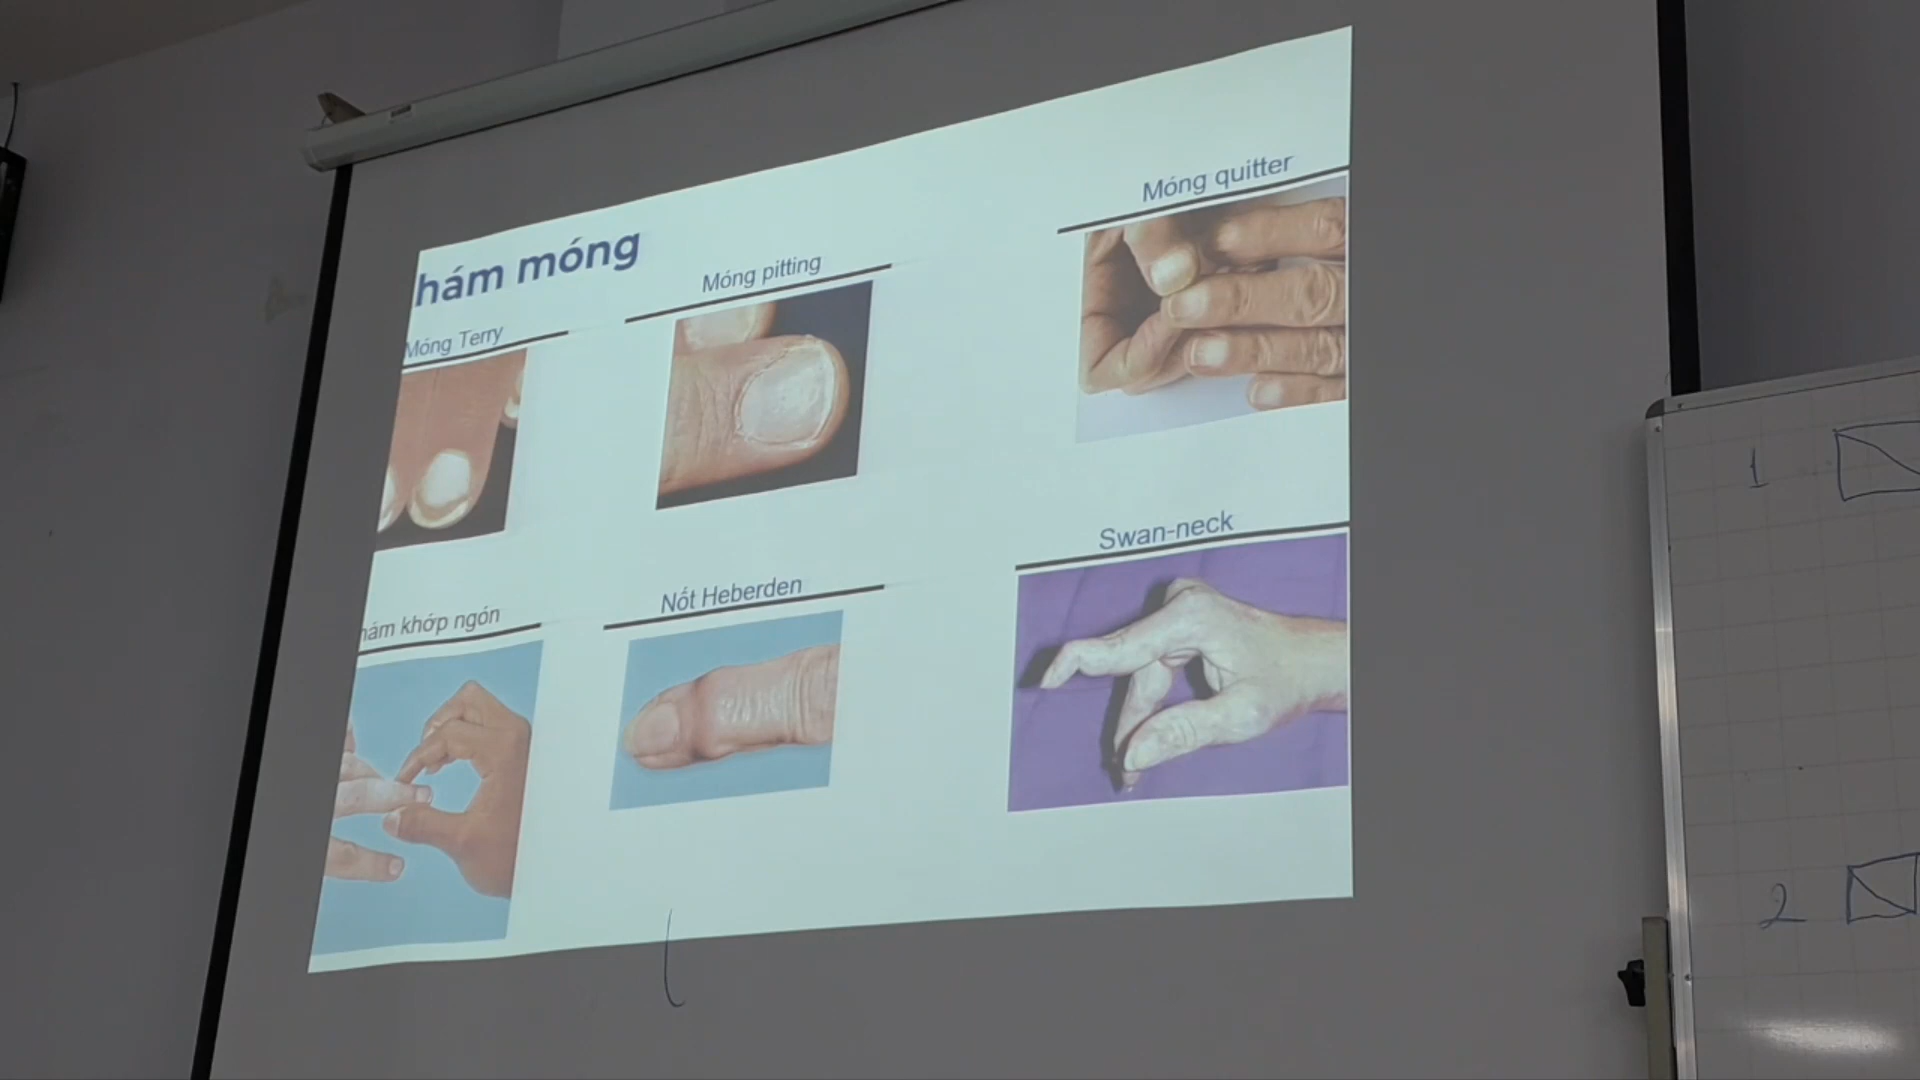 hám móng
Móng Terry
Móng pitting
Móng quitter
hám khớp ngón
Nốt Heberden
Swan-neck
1
2